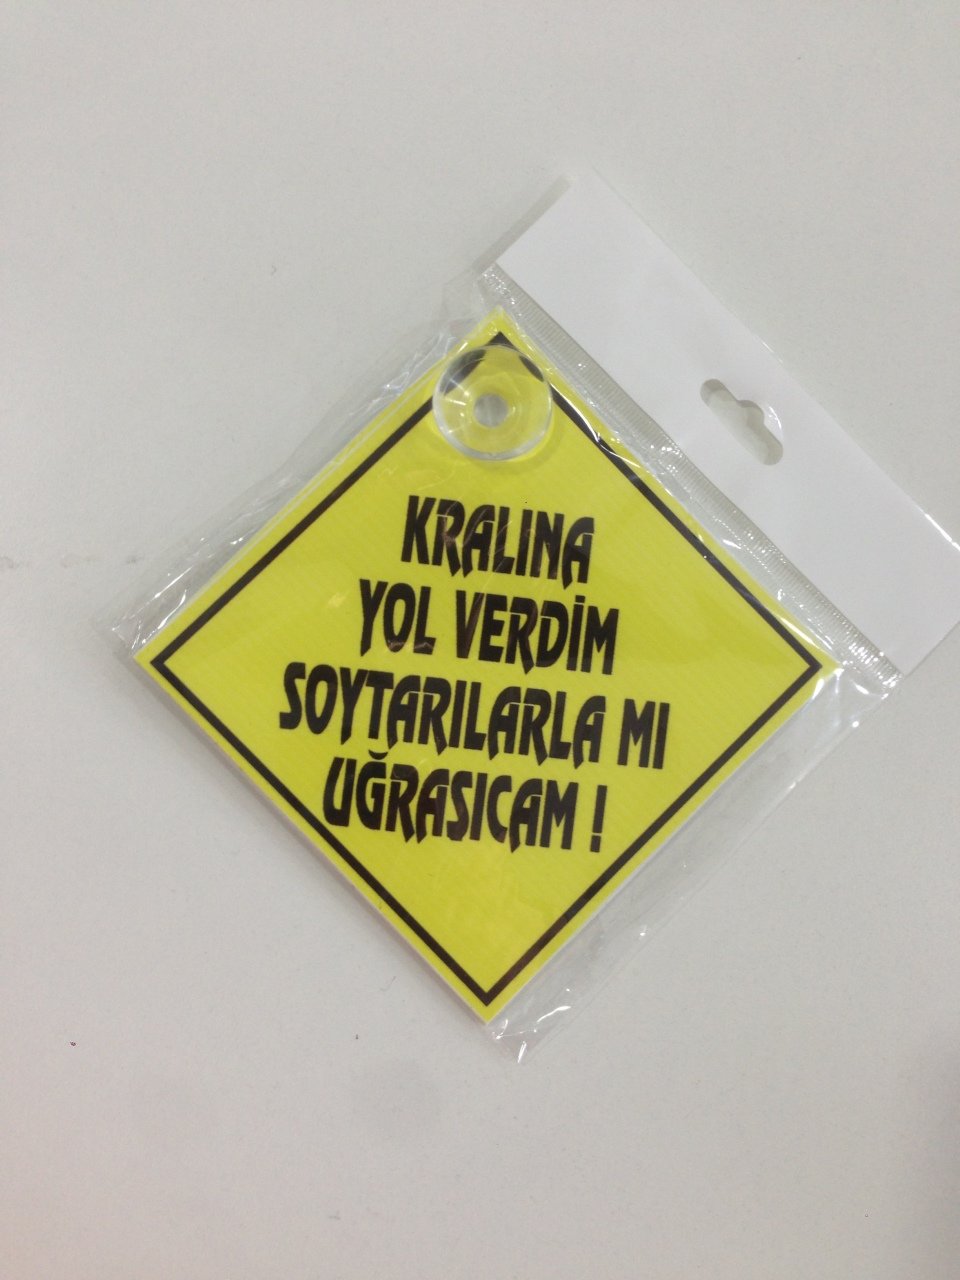 KRALINA
YOL VERDİM
SOYTARILARLA MI
UĞRASICAM !